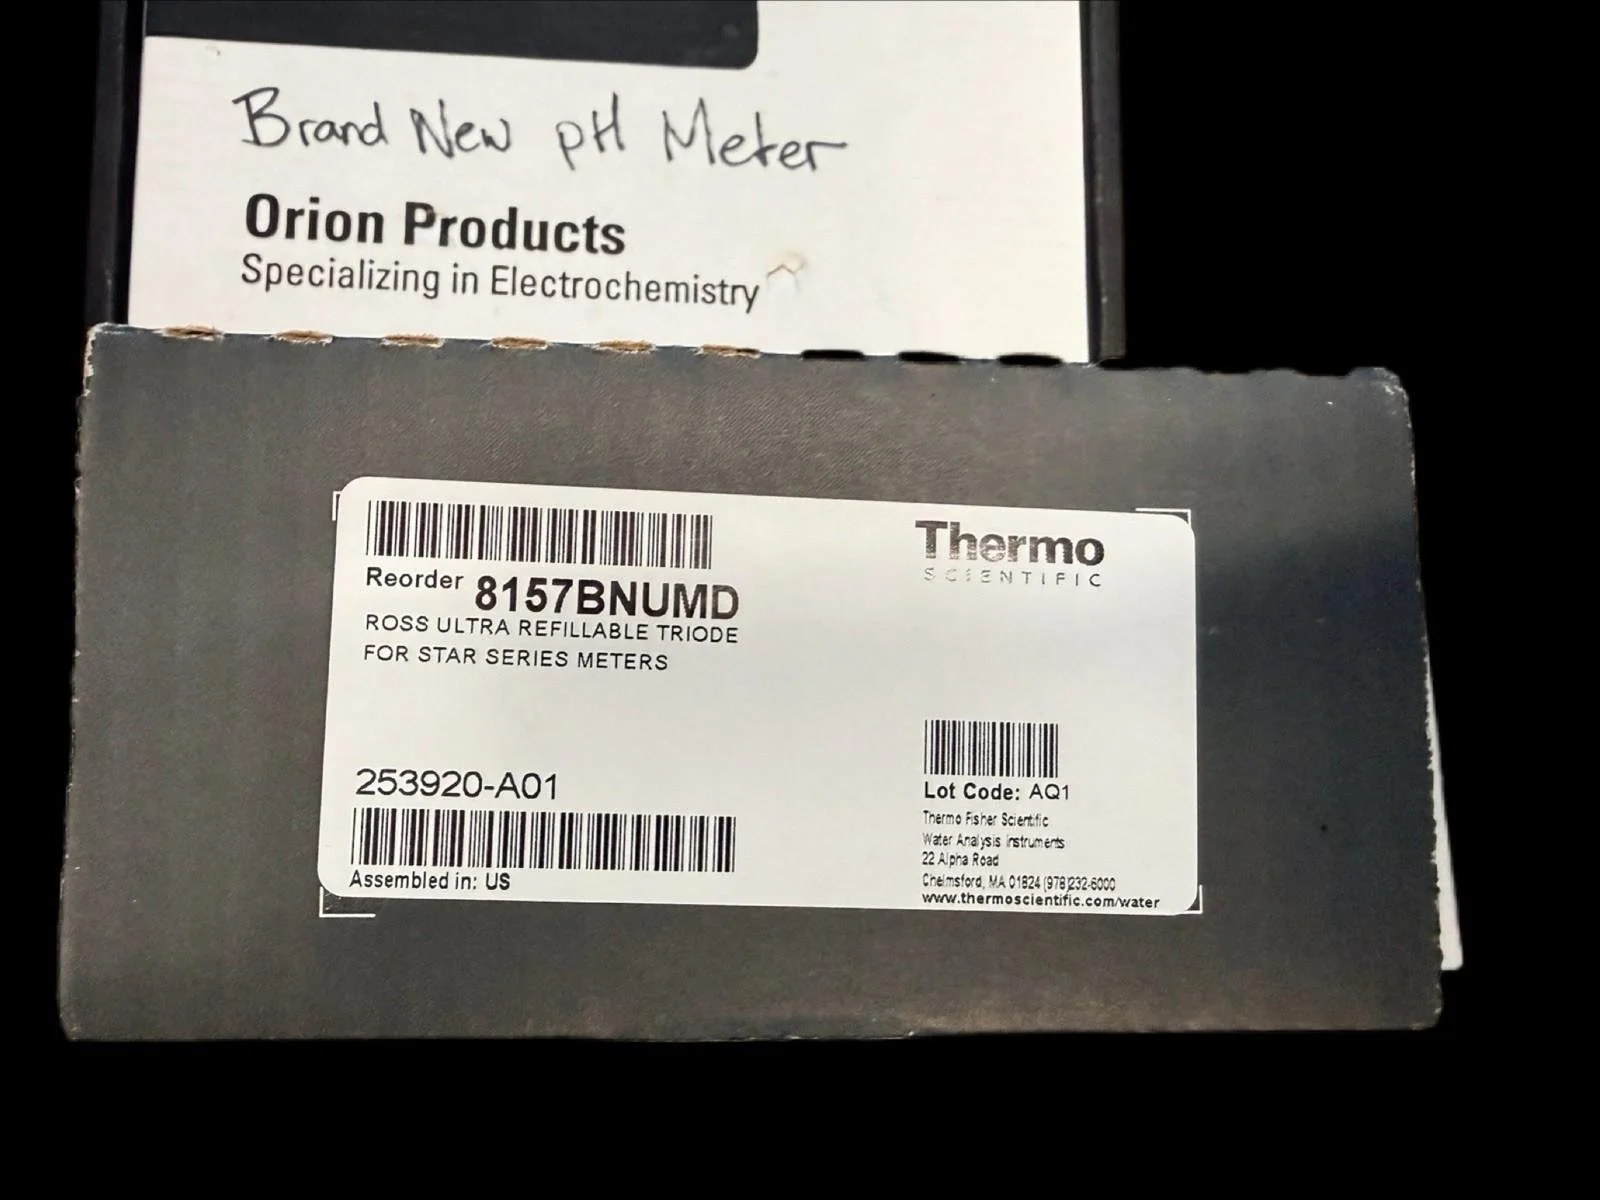 Brand New pH Meter
Orion Products
Specializing in Electrochemistry
Thermo
SCIENTIFIC
Reorder 8157BNUMD
ROSS ULTRA REFILLABLE TRIODE
FOR STAR SERIES METERS
253920-A01
Assembled in: US
Lot Code: AQ1
Thermo Fisher Scientific
Water Analysis Instruments
22 Alpha Road
Chelmsford, MA 01824 (978)232-6000
www.thermoscientific.com/water